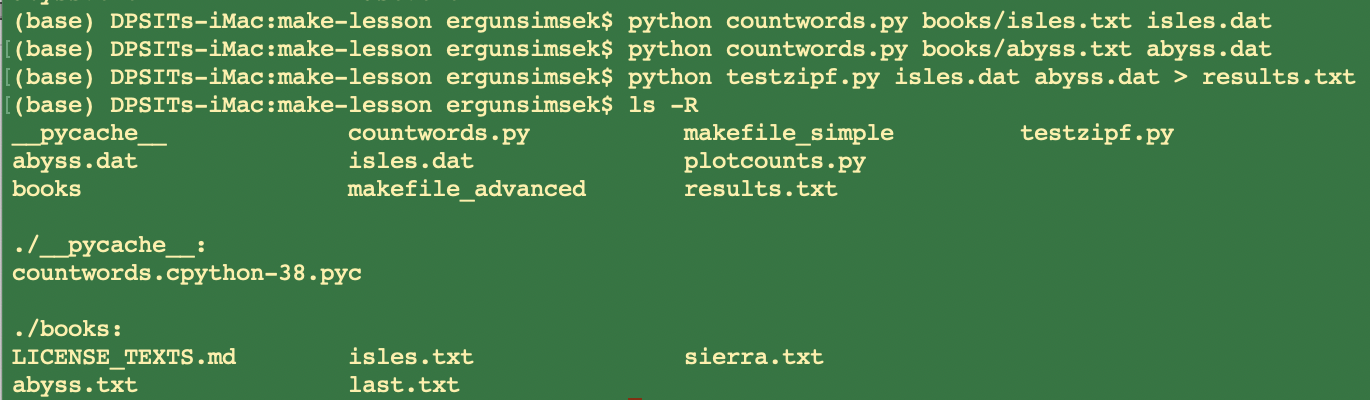 (base) DPSITs-iMac:make-lesson ergunsimsek$ python countwords.py books/isles.txt isles.dat
[(base) DPSITs-iMac:make-lesson ergunsimsek$ python countwords.py books/abyss.txt abyss.dat
[(base) DPSITs-iMac:make-lesson ergunsimsek$ python testzipf.py isles.dat abyss.dat > results.txt
[(base) DPSITs-iMac:make-lesson ergunsimsek$ ls -R
__pycache__ countwords.py makefile_simple testzipf.py
abyss.dat isles.dat plotcounts.py
books makefile_advanced results.txt
./__pycache__:
countwords.cpython-38.pyc
./books:
LICENSE_TEXTS.md isles.txt sierra.txt
abyss.txt last.txt